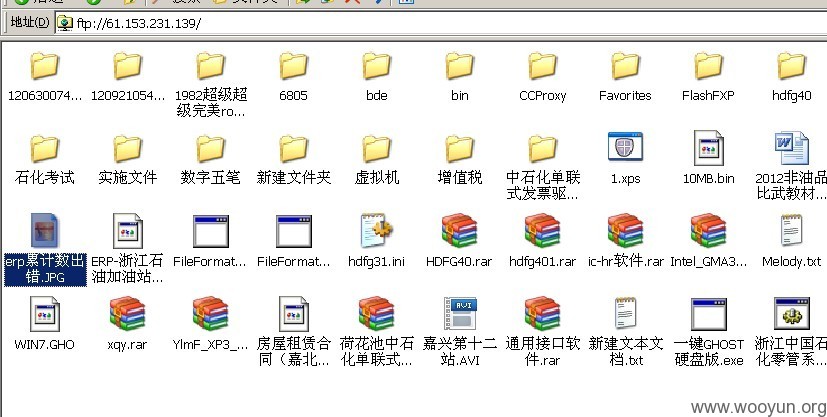 地址(D)
ftp://61.153.231.139/
120630074...
120921054...
1982超级超
级完美ro...
6805
bde
bin
CCProxy
Favorites
FlashFXP
hdfg40
石化考试
实施文件
数字五笔
新建文件夹
虚拟机
增值税
中石化单联
式发票驱...
1.xps
10MB.bin
2012非油品
比武教材...
erp累计数出
错.JPG
ERP-浙江石
油加油站...
FileFormat...
FileFormat...
hdfg31.ini
HDFG40.rar
hdfg401.rar
ic-hr软件.rar
Intel_GMA3...
Melody.txt
WIN7.GHO
xqy.rar
YlmF_XP3_...
房屋租赁合
同（嘉北...
荷花池中石
化单联式...
嘉兴第十二
站.AVI
通用接口软
件.rar
新建文本文
档.txt
一键GHOST
硬盘版.exe
浙江中国石
化零管系...
www.wooyun.org